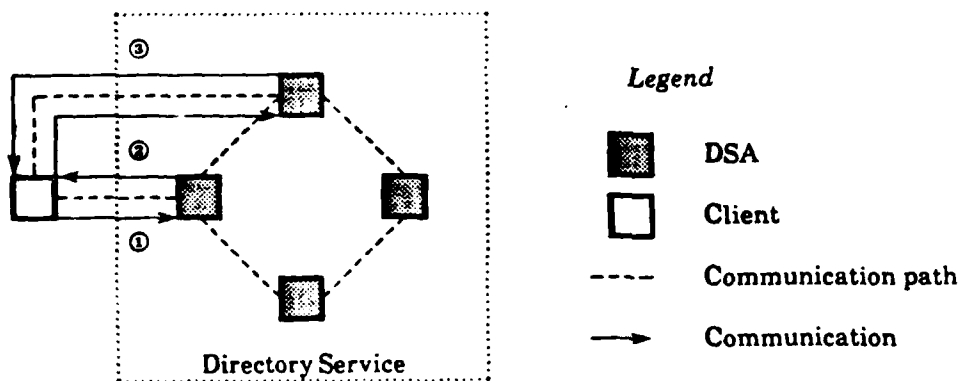 ③
②
①
Directory Service
Legend
DSA
Client
Communication path
Communication